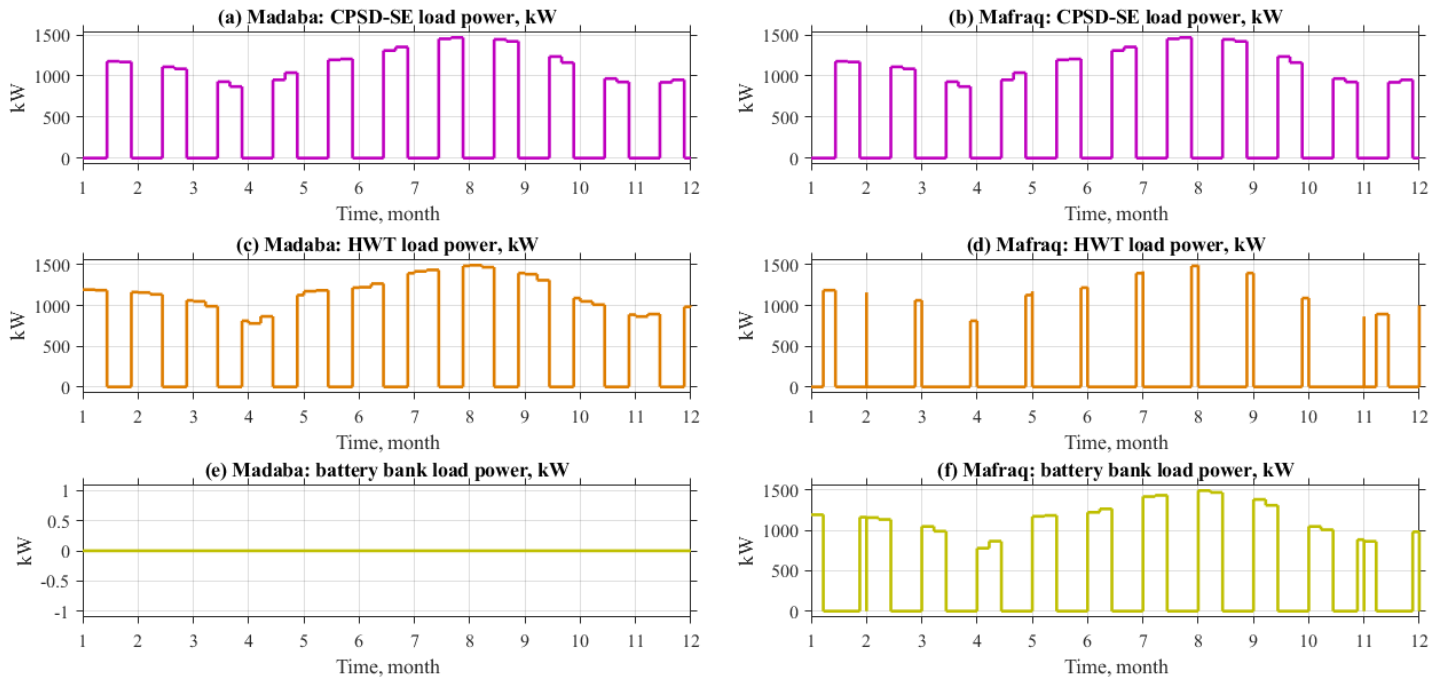 (a) Madaba: CPSD-SE load power, kW
1500
1000
500
0
kW
1 2 3 4 5 6 7 8 9 10 11 12
Time, month
(b) Mafraq: CPSD-SE load power, kW
1500
1000
500
0
kW
1 2 3 4 5 6 7 8 9 10 11 12
Time, month
(c) Madaba: HWT load power, kW
1500
1000
500
0
kW
1 2 3 4 5 6 7 8 9 10 11 12
Time, month
(d) Mafraq: HWT load power, kW
1500
1000
500
0
kW
1 2 3 4 5 6 7 8 9 10 11 12
Time, month
(e) Madaba: battery bank load power, kW
1
0.5
0
-0.5
-1
kW
1 2 3 4 5 6 7 8 9 10 11 12
Time, month
(f) Mafraq: battery bank load power, kW
1500
1000
500
0
kW
1 2 3 4 5 6 7 8 9 10 11 12
Time, month